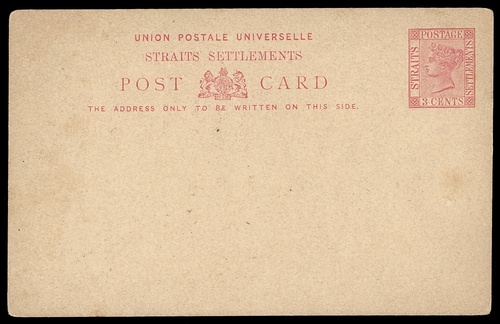 UNION POSTALE UNIVERSELLE
STRAITS SETTLEMENTS
POST CARD
THE ADDRESS ONLY TO BE WRITTEN ON THIS SIDE.
POSTAGE
STRAITS
SETTLEMENTS
3 CENTS